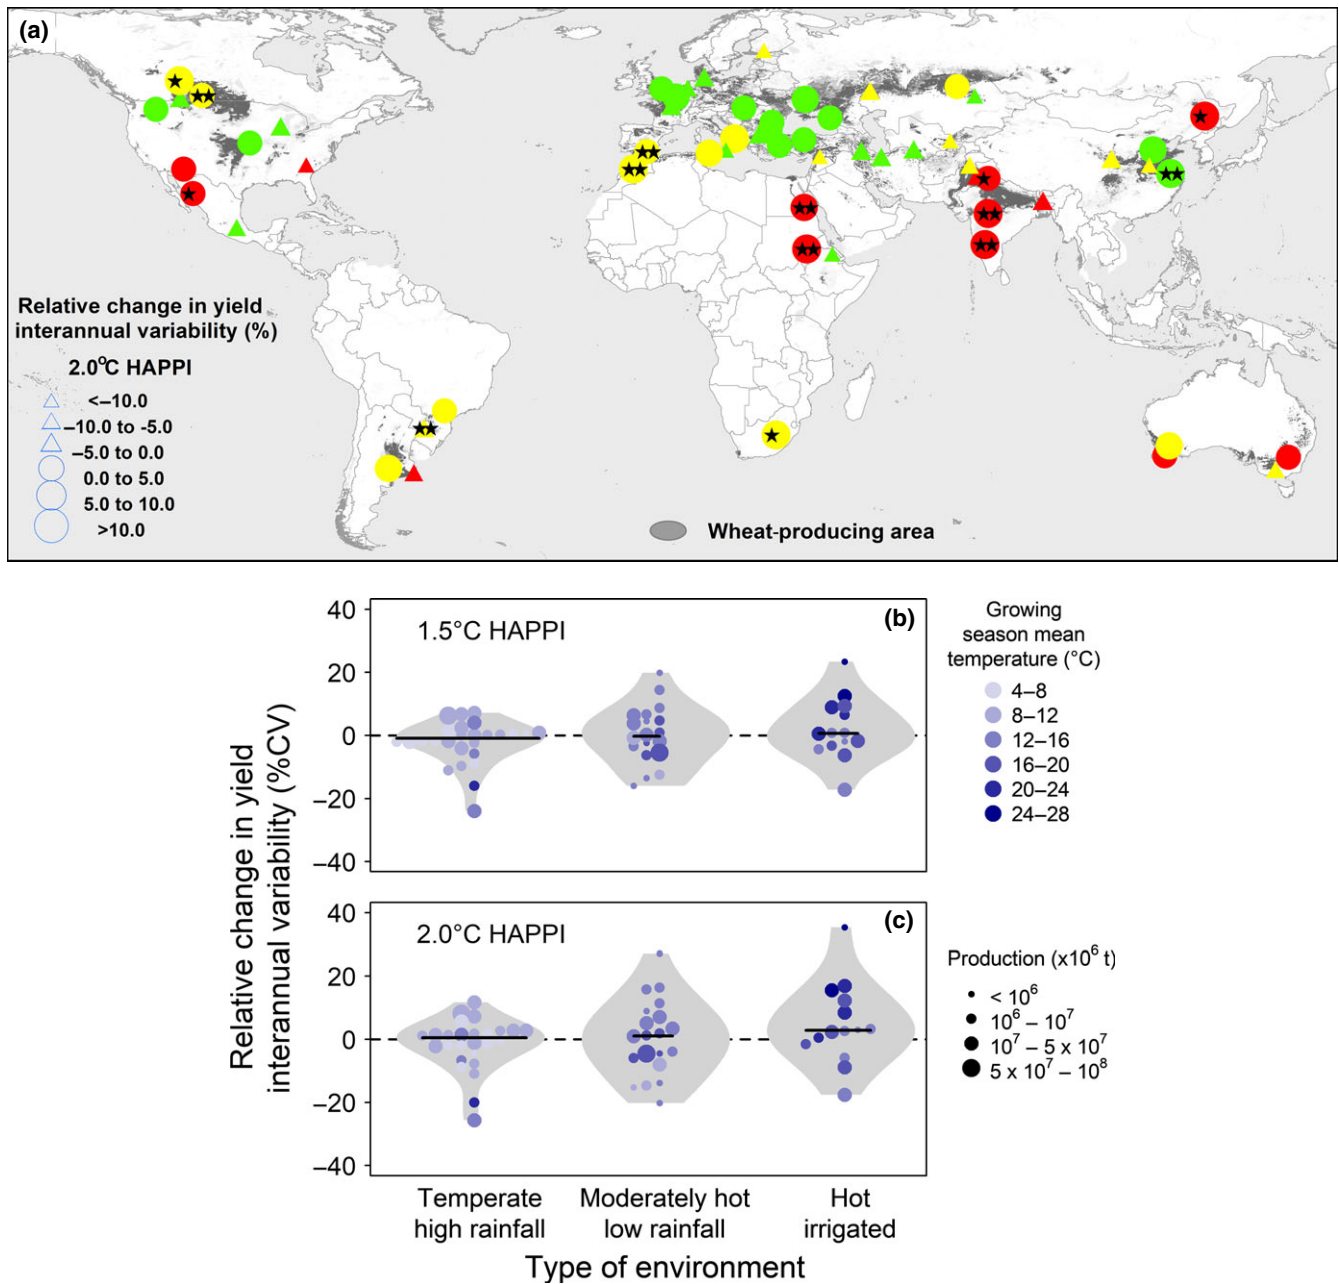 (a)
Relative change in yield
interannual variability (%)
2.0°C HAPPI
<–10.0
–10.0 to -5.0
–5.0 to 0.0
0.0 to 5.0
5.0 to 10.0
>10.0
Wheat-producing area
Relative change in yield
interannual variability (%CV)
40
20
0
–20
–40
1.5°C HAPPI
(b)
Growing
season mean
temperature (°C)
4–8
8–12
12–16
16–20
20–24
24–28
40
20
0
–20
–40
2.0°C HAPPI
(c)
Production (x10⁶ t)
< 10⁶
10⁶ – 10⁷
10⁷ – 5 x 10⁷
5 x 10⁷ – 10⁸
Temperate
high rainfall
Moderately hot
low rainfall
Hot
irrigated
Type of environment